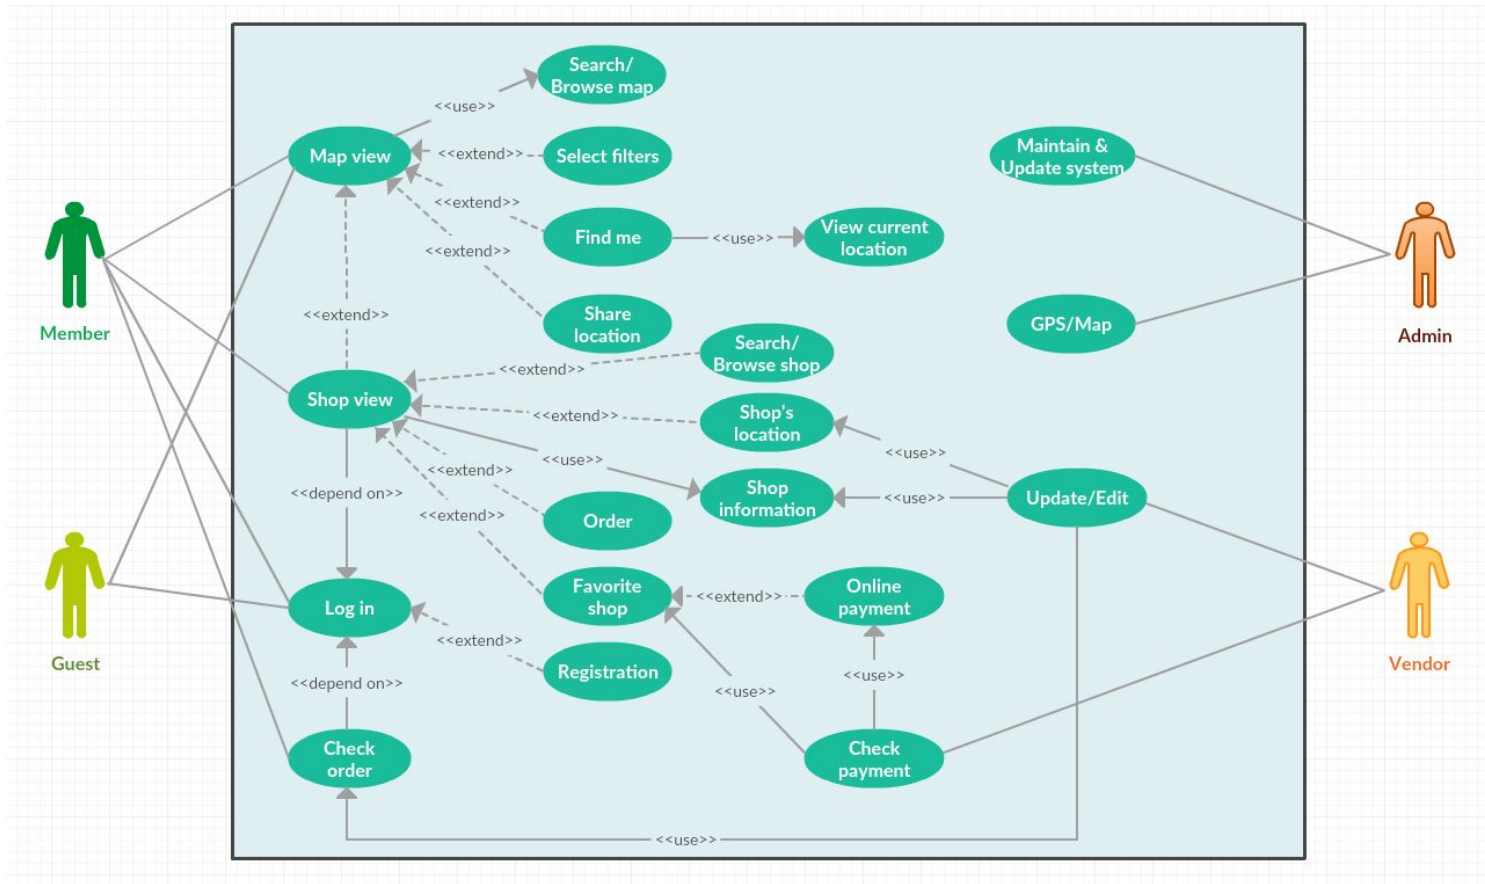 Search/
Browse map
<<use>>
Map view
<<extend>>
Select filters
Maintain &
Update system
<<extend>>
Find me
<<use>>
View current
location
<<extend>>
Share
location
<<extend>>
GPS/Map
Member
Admin
Search/
Browse shop
<<extend>>
Shop view
<<extend>>
Shop's
location
<<use>>
<<use>>
<<extend>>
<<depend on>>
Shop
information
<<use>>
Update/Edit
<<extend>>
Order
Favorite
shop
<<extend>>
Online
payment
Log in
<<extend>>
Registration
Guest
Vendor
<<depend on>>
<<use>>
<<use>>
Check
order
Check
payment
<<use>>